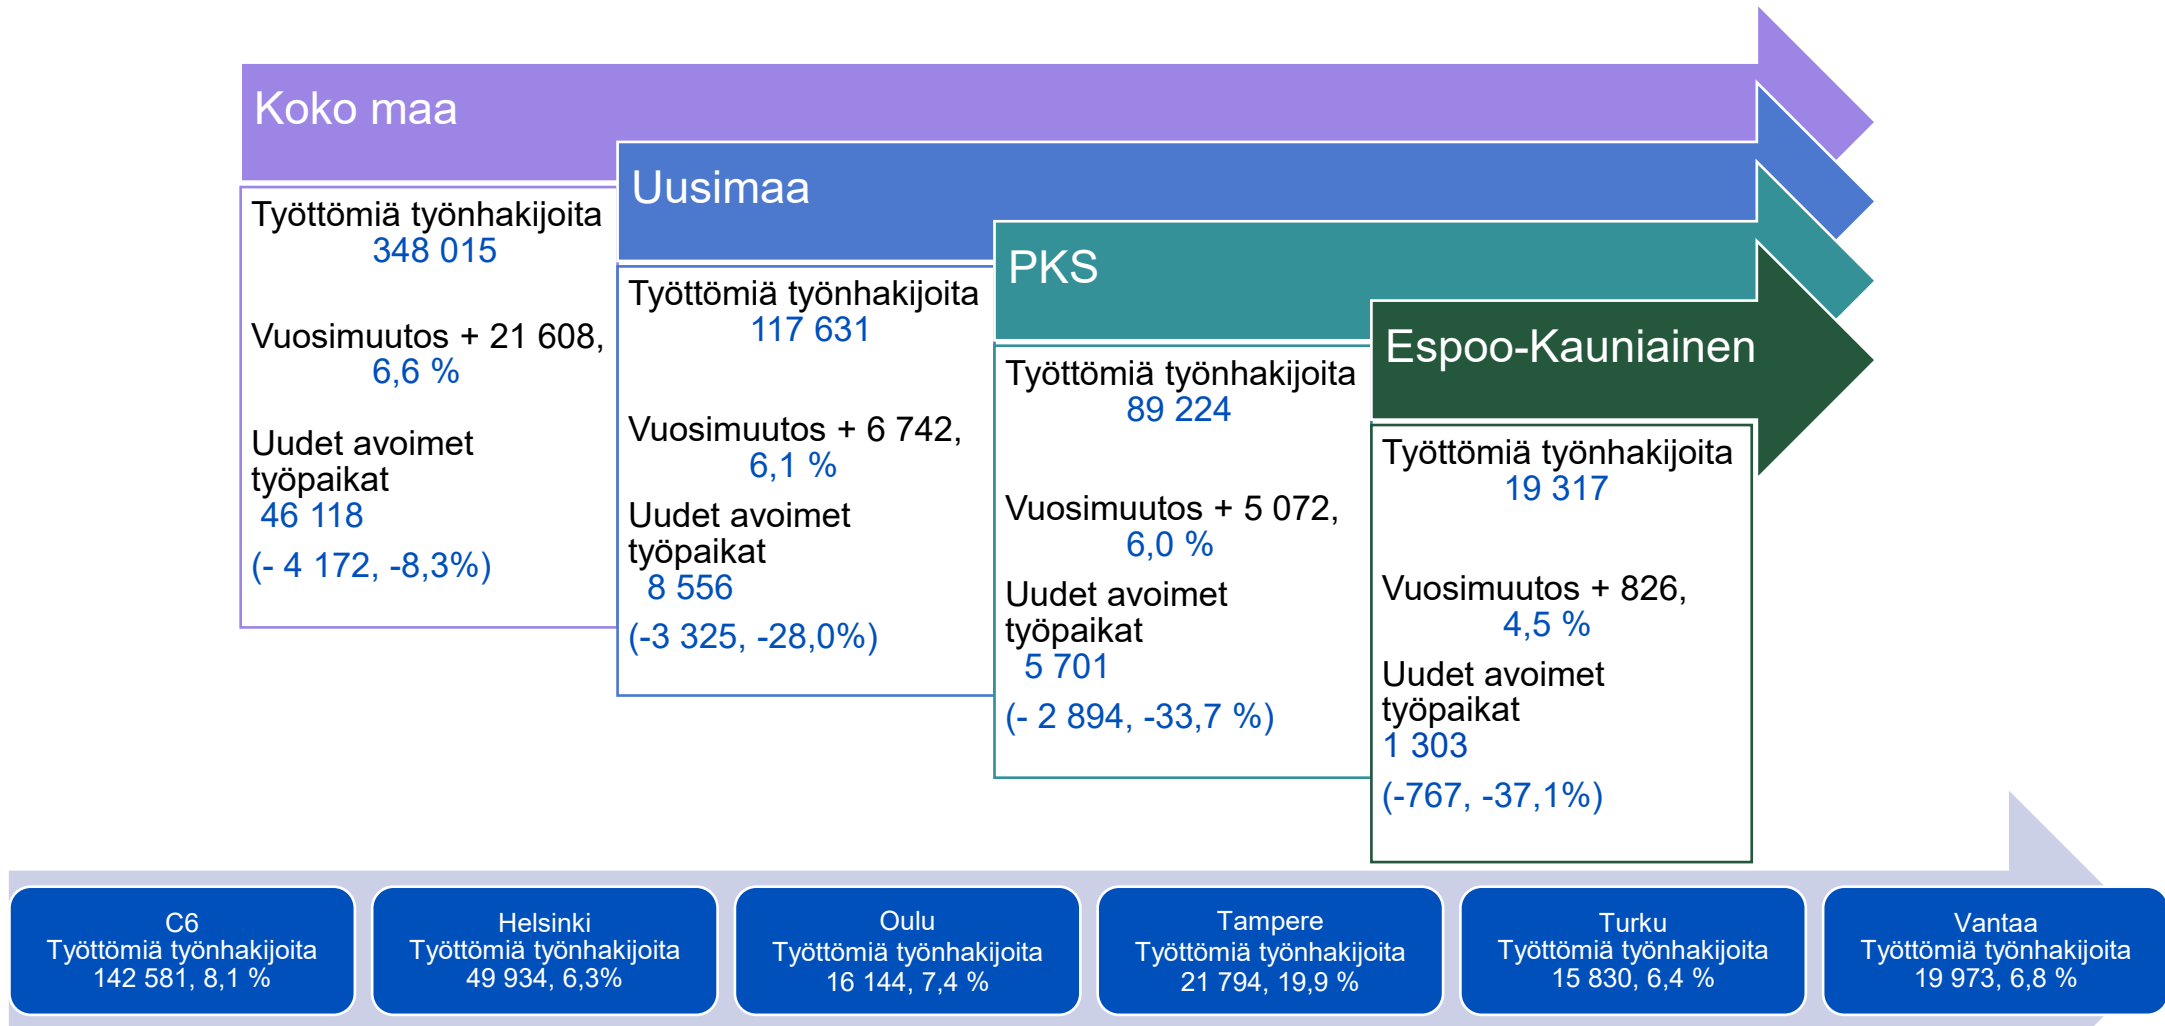 Koko maa
Työttömiä työnhakijoita
348 015
Vuosimuutos + 21 608,
6,6 %
Uudet avoimet
työpaikat
46 118
(- 4 172, -8,3%)
Uusimaa
Työttömiä työnhakijoita
117 631
Vuosimuutos + 6 742,
6,1 %
Uudet avoimet
työpaikat
8 556
(-3 325, -28,0%)
PKS
Työttömiä työnhakijoita
89 224
Vuosimuutos + 5 072,
6,0 %
Uudet avoimet
työpaikat
5 701
(- 2 894, -33,7 %)
Espoo-Kauniainen
Työttömiä työnhakijoita
19 317
Vuosimuutos + 826,
4,5 %
Uudet avoimet
työpaikat
1 303
(-767, -37,1%)
C6
Työttömiä työnhakijoita
142 581, 8,1 %
Helsinki
Työttömiä työnhakijoita
49 934, 6,3%
Oulu
Työttömiä työnhakijoita
16 144, 7,4 %
Tampere
Työttömiä työnhakijoita
21 794, 19,9 %
Turku
Työttömiä työnhakijoita
15 830, 6,4 %
Vantaa
Työttömiä työnhakijoita
19 973, 6,8 %